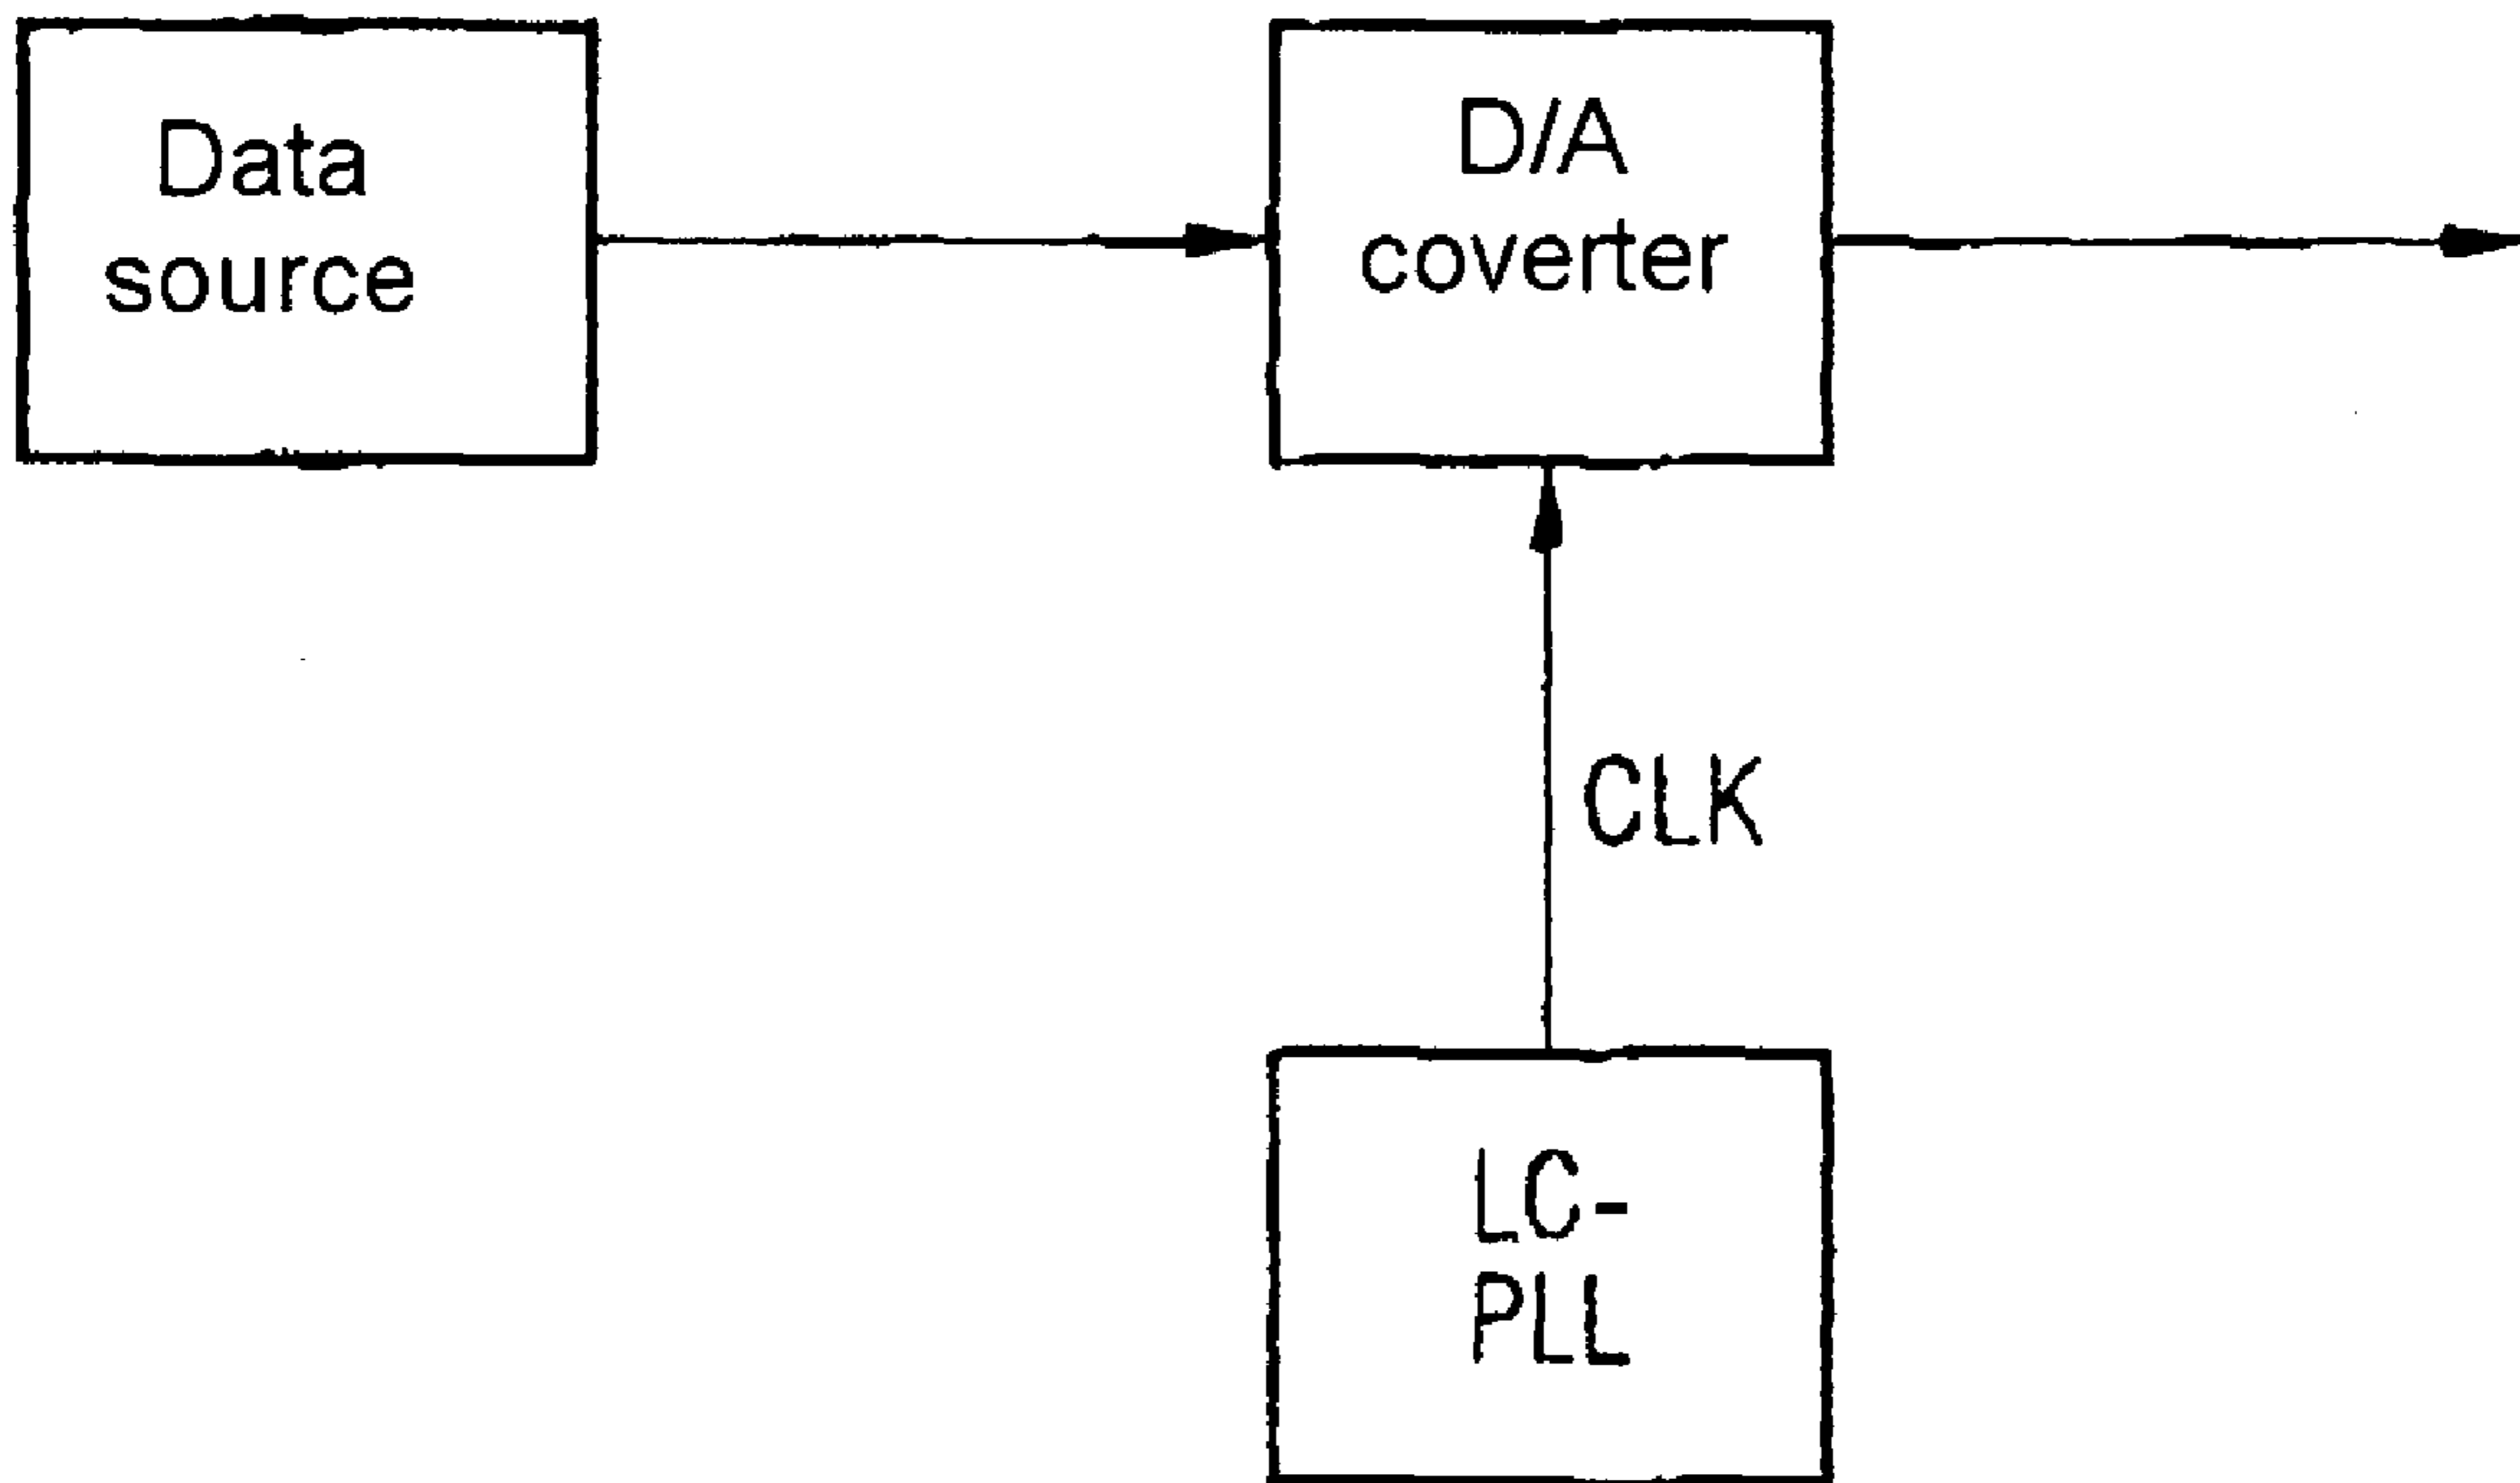 Data
source
D/A
coverter
CLK
LC-
PLL